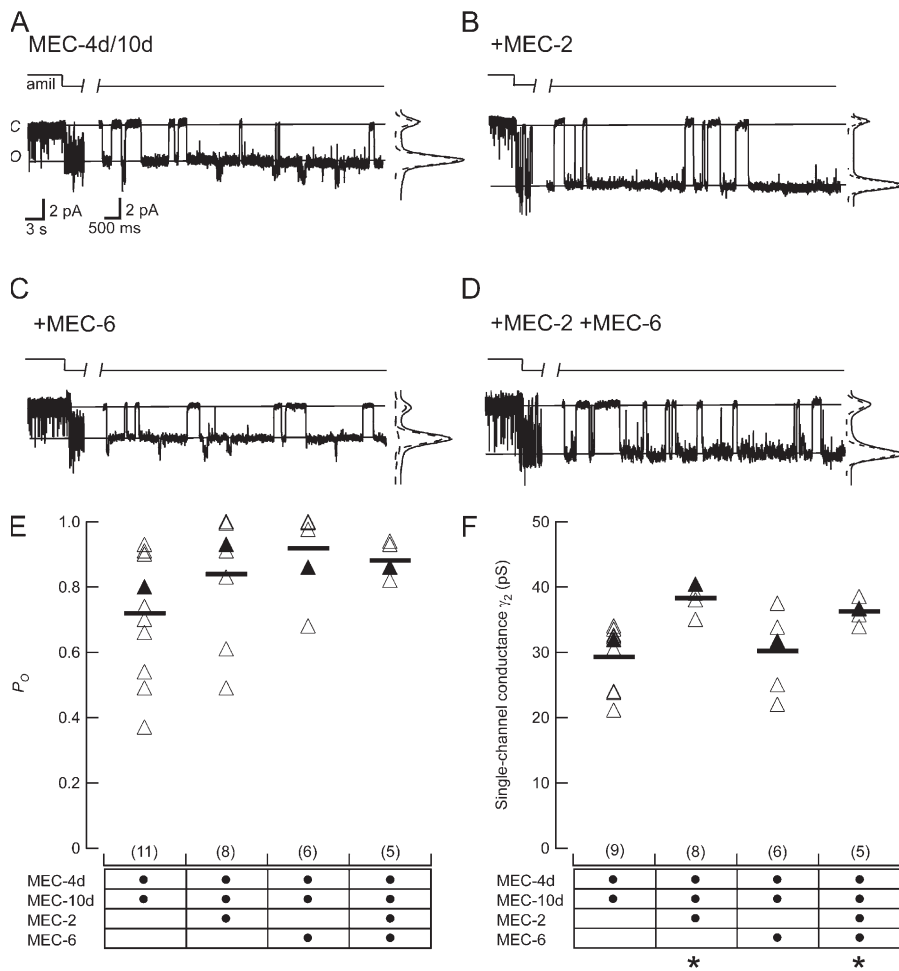 A
MEC-4d/10d
amil
C
O
2 pA
3 s
2 pA
500 ms
B
+MEC-2
C
+MEC-6
D
+MEC-2 +MEC-6
E
1.0
0.8
0.6
0.4
0.2
0
P_O
(11) (8) (6) (5)
MEC-4d • • • •
MEC-10d • • • •
MEC-2 • •
MEC-6 • •
F
50
40
30
20
10
0
Single-channel conductance γ₂ (pS)
(9) (8) (6) (5)
MEC-4d • • • •
MEC-10d • • • •
MEC-2 • •
MEC-6 • •
* *